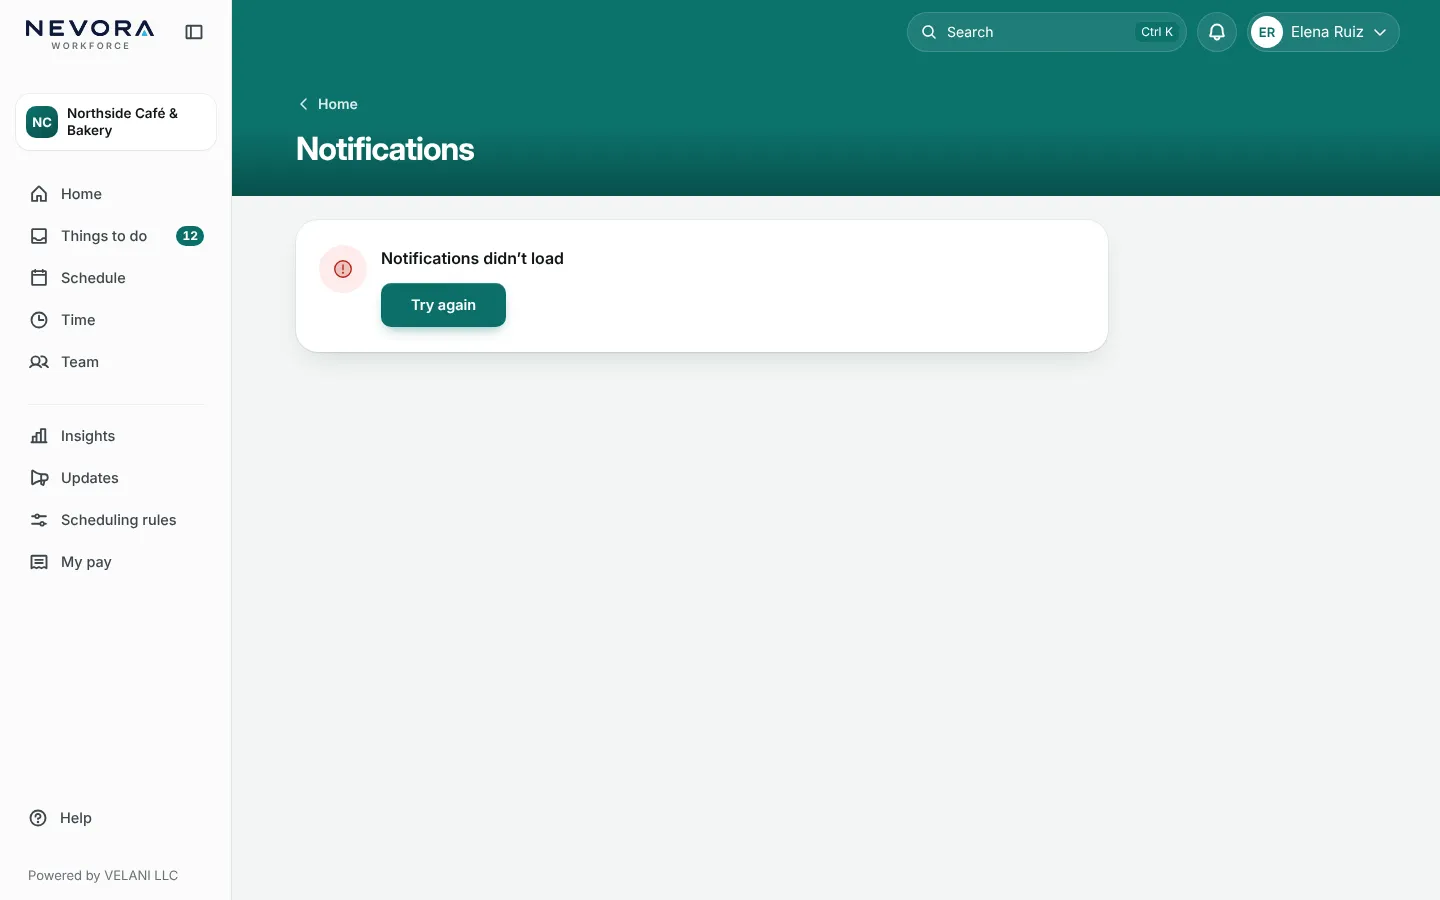 NEVORA
WORKFORCE
Search
Ctrl K
ER
Elena Ruiz
NC
Northside Café &
Bakery
Home
Notifications
Home
Things to do
12
Schedule
Time
Team
Notifications didn't load
Try again
Insights
Updates
Scheduling rules
My pay
Help
Powered by VELANI LLC